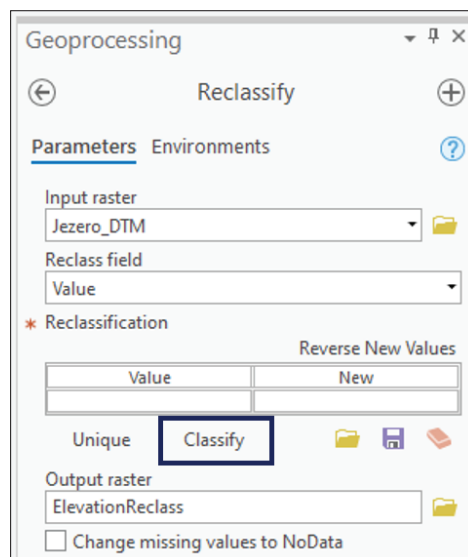 Geoprocessing
Reclassify
Parameters Environments
Input raster
Jezero_DTM
Reclass field
Value
* Reclassification
Reverse New Values
Value New
Unique Classify
Output raster
ElevationReclass
Change missing values to NoData